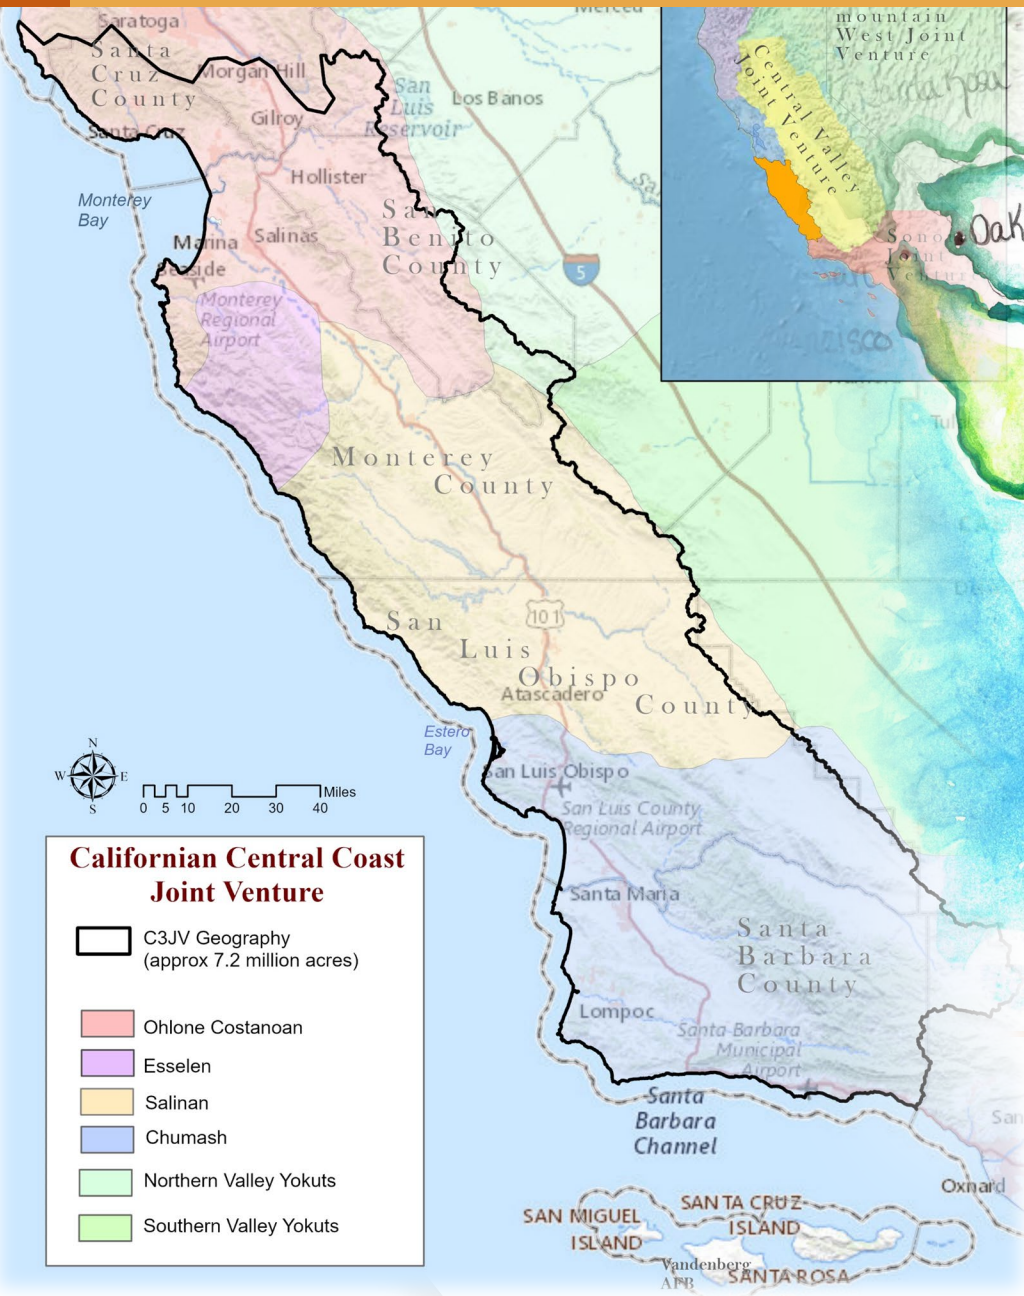 Saratoga
Merced
Santa
Cruz
County
Morgan Hill
San
Luis
Reservoir
Los Banos
Gilroy
Santa Cruz
Hollister
Monterey
Bay
San
Benito
County
Marina
Salinas
Seaside
Monterey
Regional
Airport
5
mountain
West Joint
Venture
Central Valley
Joint Venture
Joint
Oak
Monterey
County
San
Luis
Obispo
County
101
Atascadero
Estero
Bay
San Luis Obispo
San Luis County
Regional Airport
N
W E
S
Miles
0 5 10 20 30 40
Santa Maria
Santa
Barbara
County
Lompoc
Santa Barbara
Municipal
Airport
Santa
Barbara
Channel
Oxnard
SAN MIGUEL
ISLAND
SANTA CRUZ
ISLAND
Vandenberg
AFB
SANTA ROSA
Californian Central Coast
Joint Venture
C3JV Geography
(approx 7.2 million acres)
Ohlone Costanoan
Esselen
Salinan
Chumash
Northern Valley Yokuts
Southern Valley Yokuts